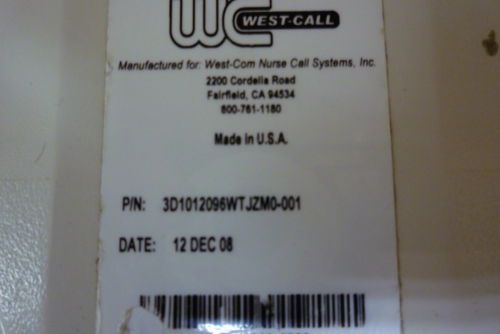 WC WEST-CALL
Manufactured for: West-Com Nurse Call Systems, Inc.
2200 Cordelia Road
Fairfield, CA 94534
800-761-1180
Made in U.S.A.
P/N: 3D1012096WTJZM0-001
DATE: 12 DEC 08